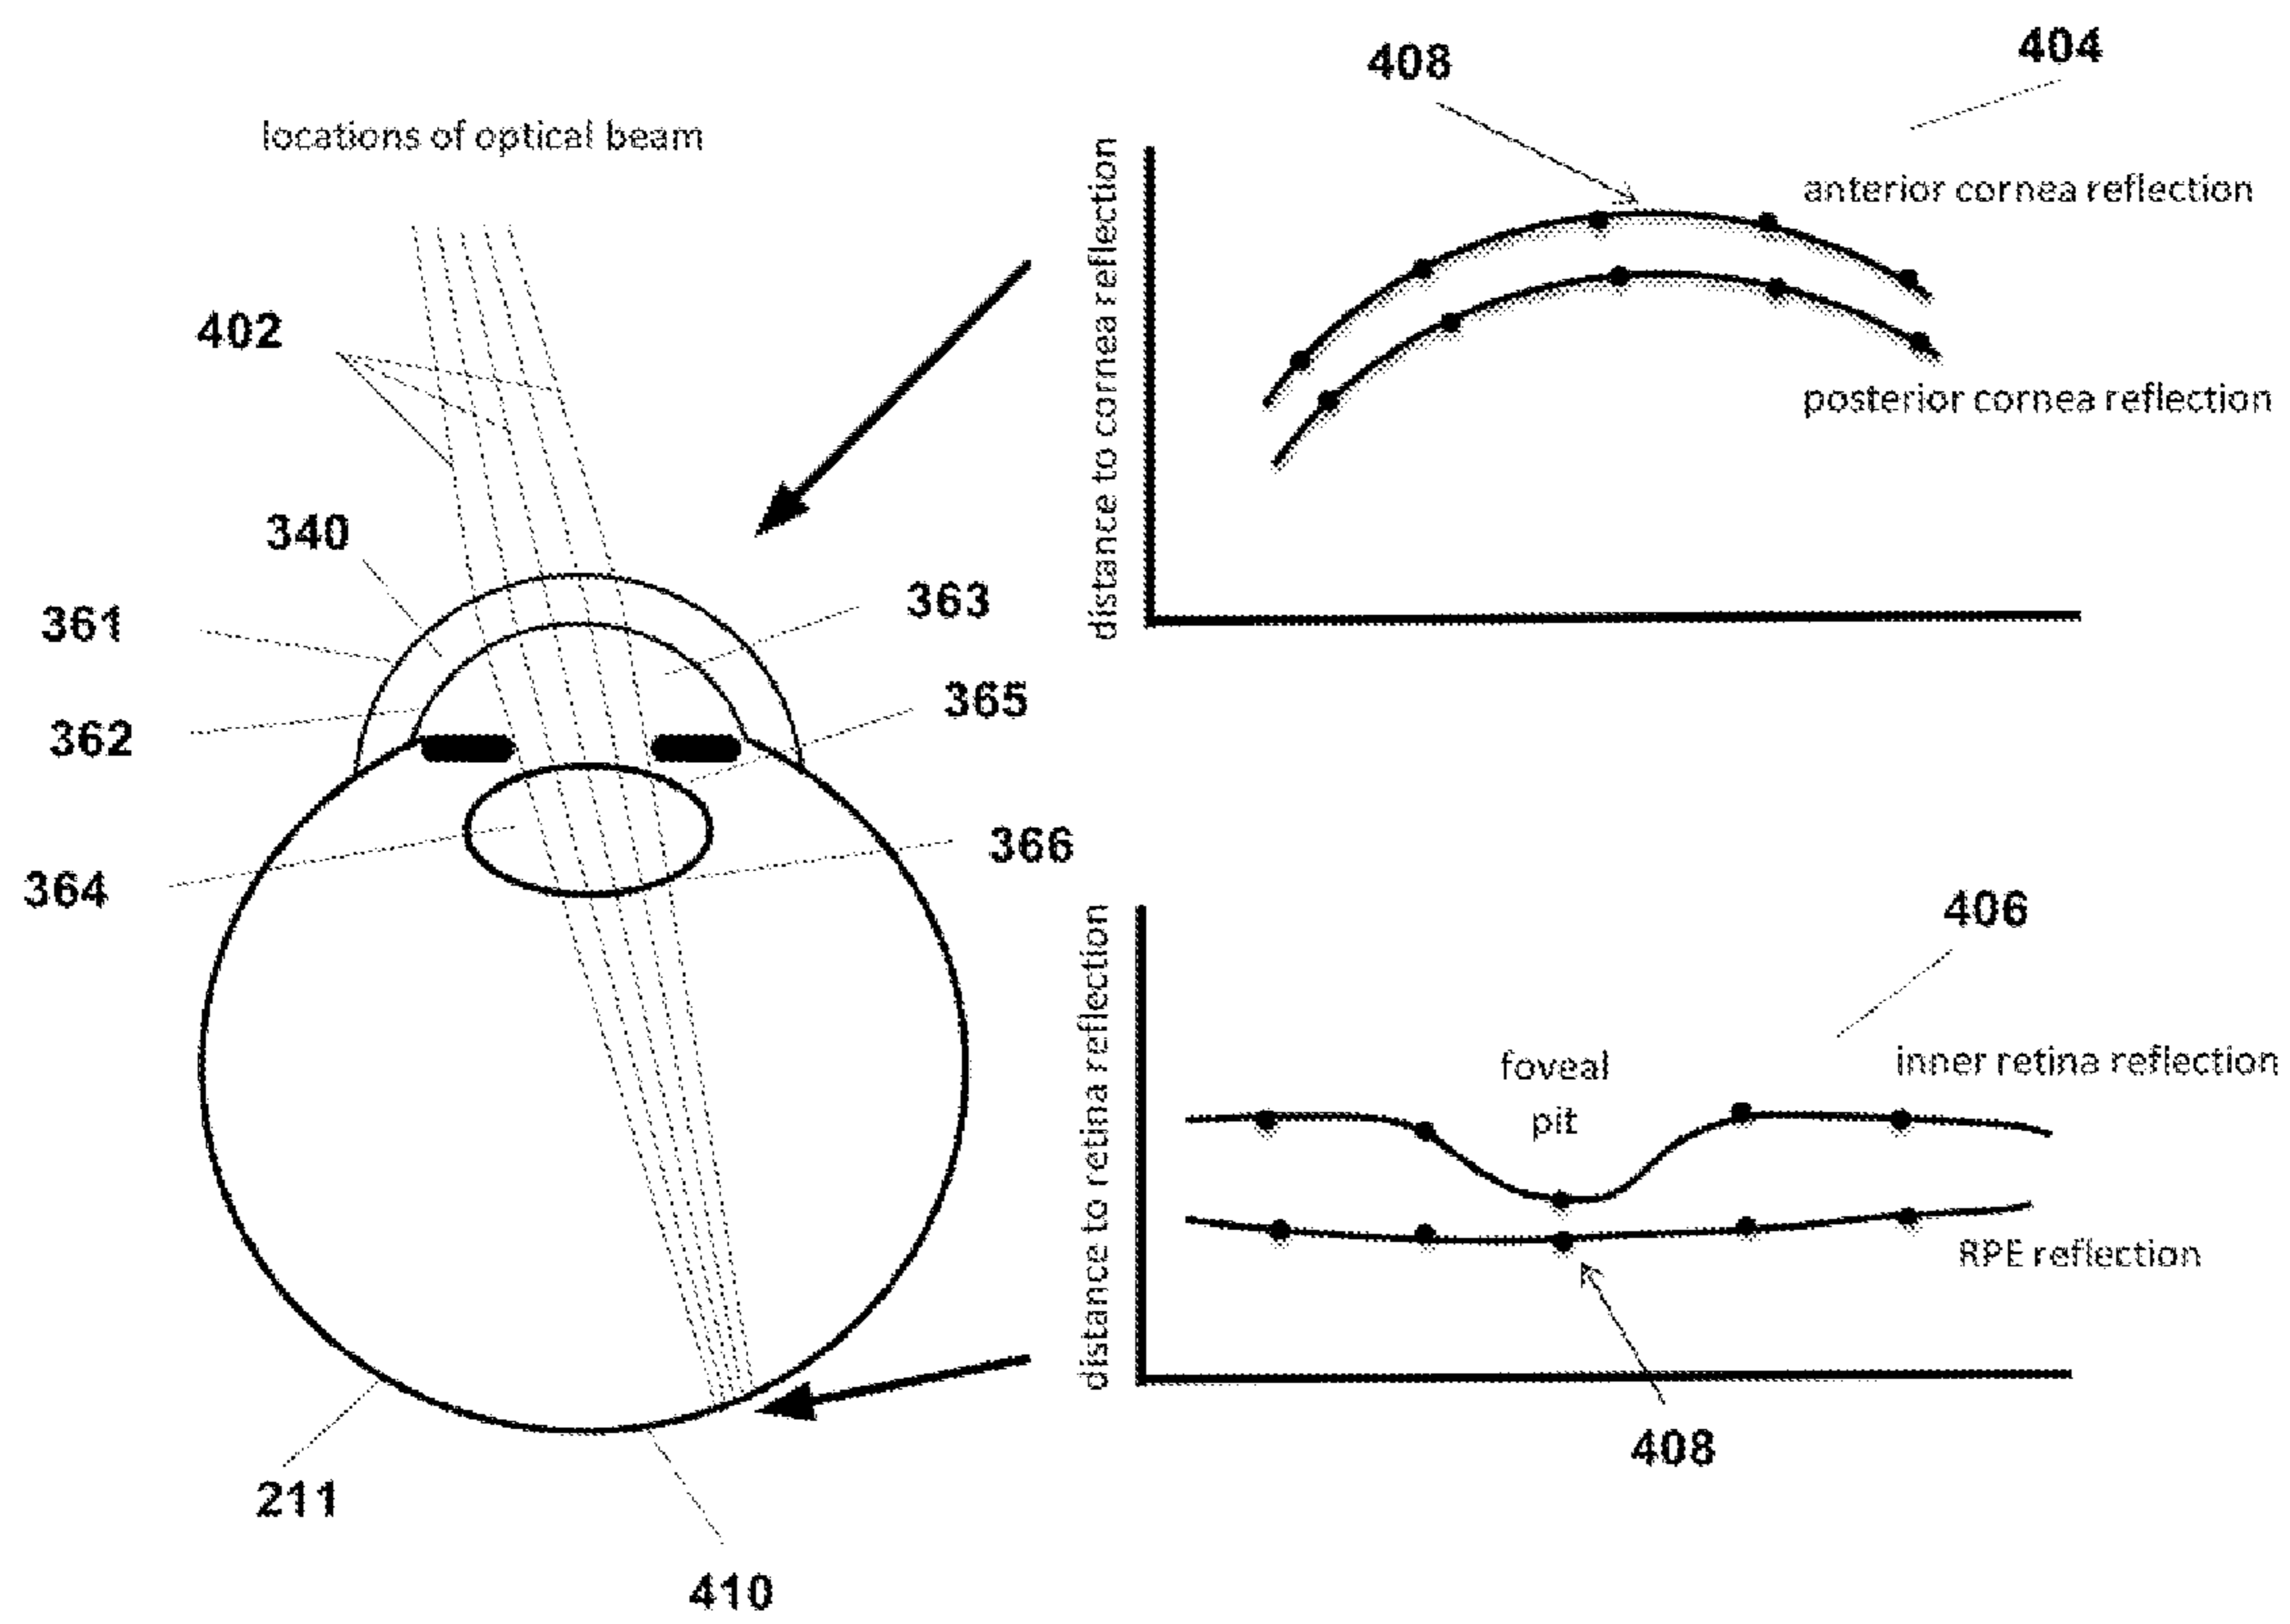 locations of optical beam
402
340
361
362
363
365
364
366
211
410
408
404
distance to cornea reflection
anterior cornea reflection
posterior cornea reflection
406
distance to retina reflection
foveal
pit
inner retina reflection
RPE reflection
408